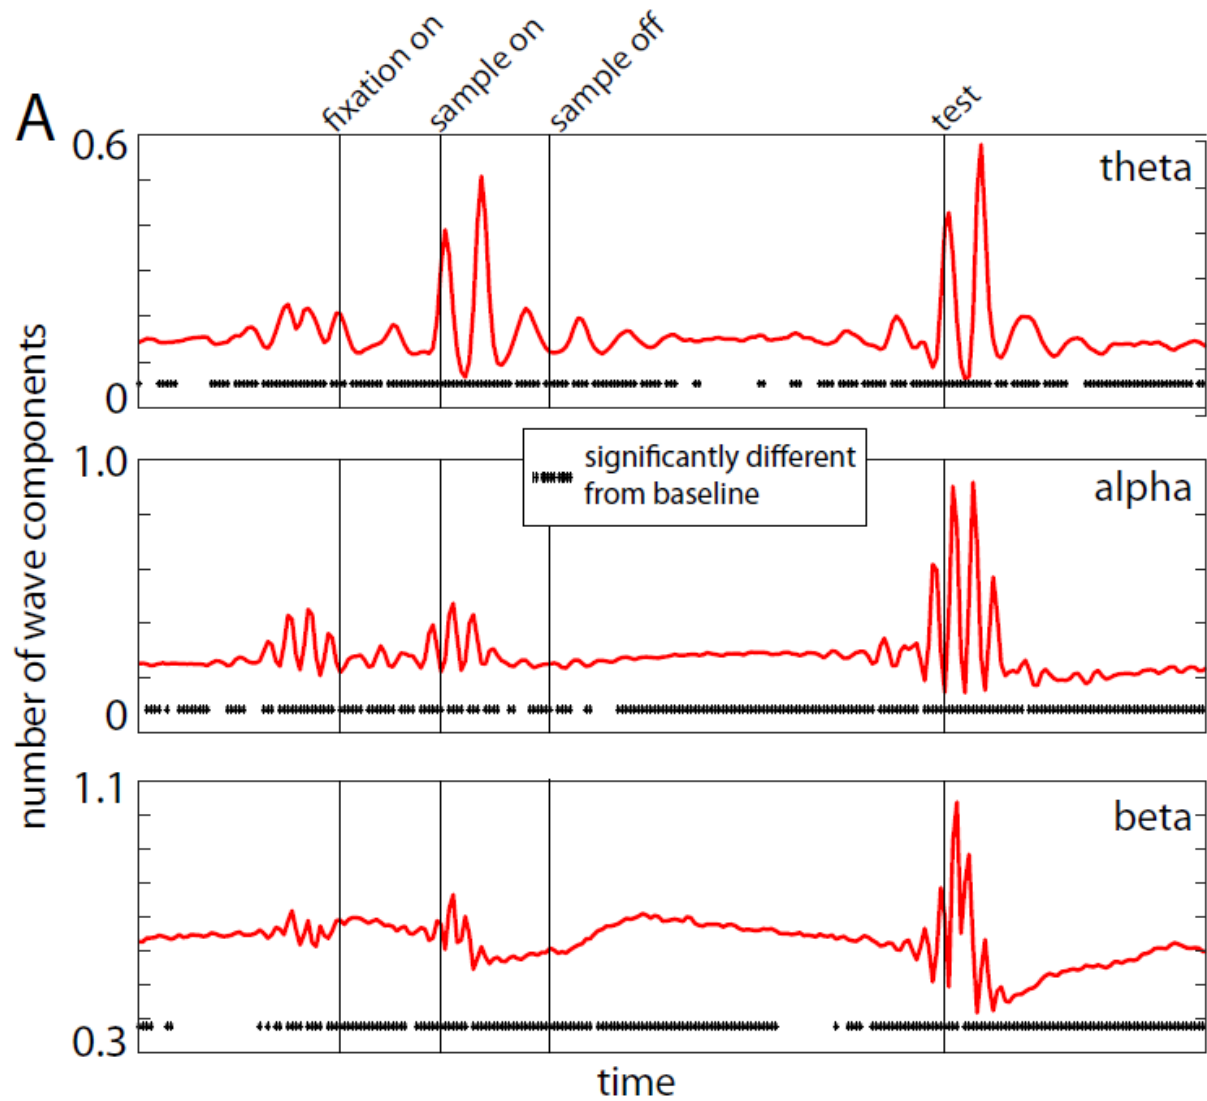 A
fixation on
sample on
sample off
test
number of wave components
0.6
theta
0
1.0
significantly different
from baseline
alpha
0
1.1
beta
0.3
time